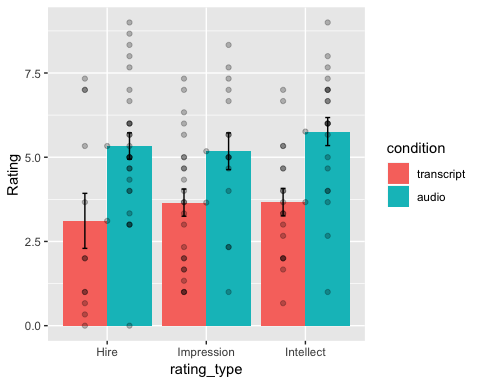 7.5
5.0
2.5
0.0
Rating
Hire Impression Intellect
rating_type
condition
transcript
audio